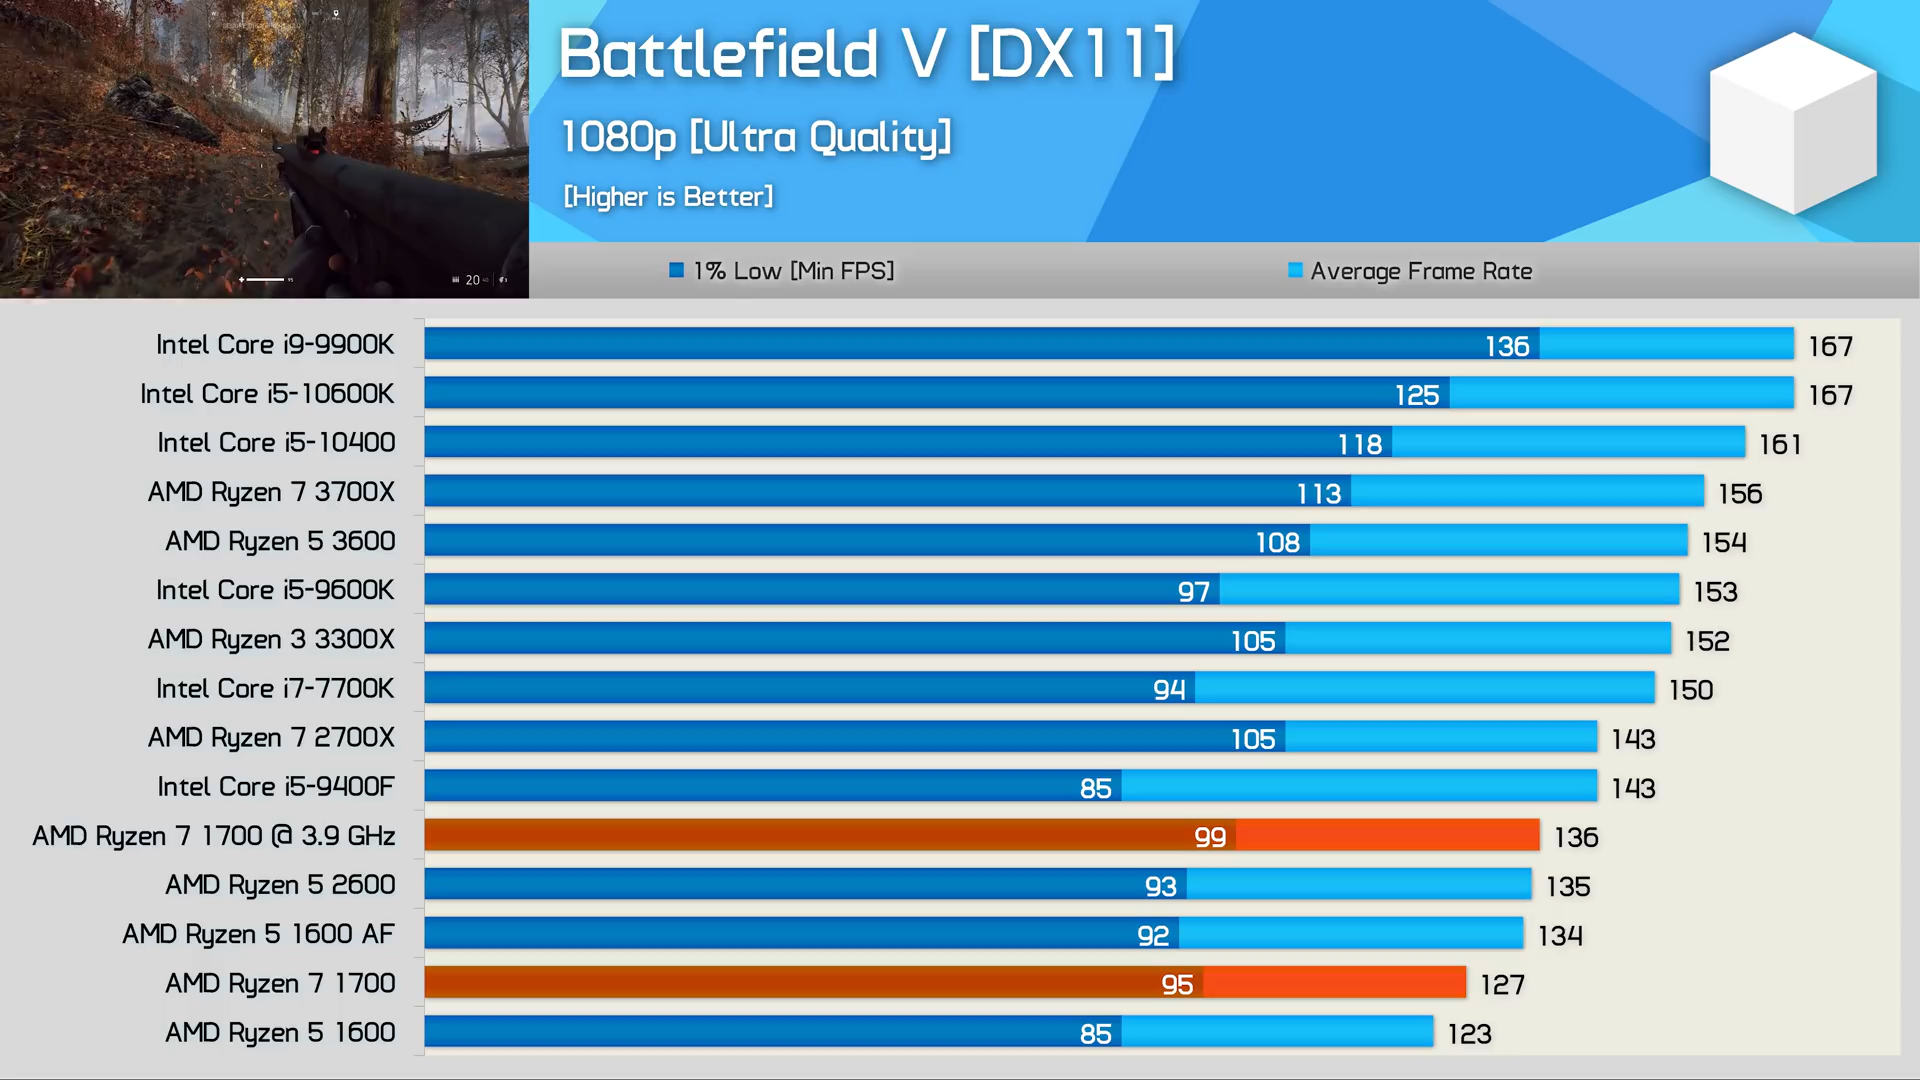 Battlefield V [DX11]
1080p [Ultra Quality]
[Higher is Better]
20
1% Low [Min FPS]
Average Frame Rate
Intel Core i9-9900K 136 167
Intel Core i5-10600K 125 167
Intel Core i5-10400 118 161
AMD Ryzen 7 3700X 113 156
AMD Ryzen 5 3600 108 154
Intel Core i5-9600K 97 153
AMD Ryzen 3 3300X 105 152
Intel Core i7-7700K 94 150
AMD Ryzen 7 2700X 105 143
Intel Core i5-9400F 85 143
AMD Ryzen 7 1700 @ 3.9 GHz 99 136
AMD Ryzen 5 2600 93 135
AMD Ryzen 5 1600 AF 92 134
AMD Ryzen 7 1700 95 127
AMD Ryzen 5 1600 85 123